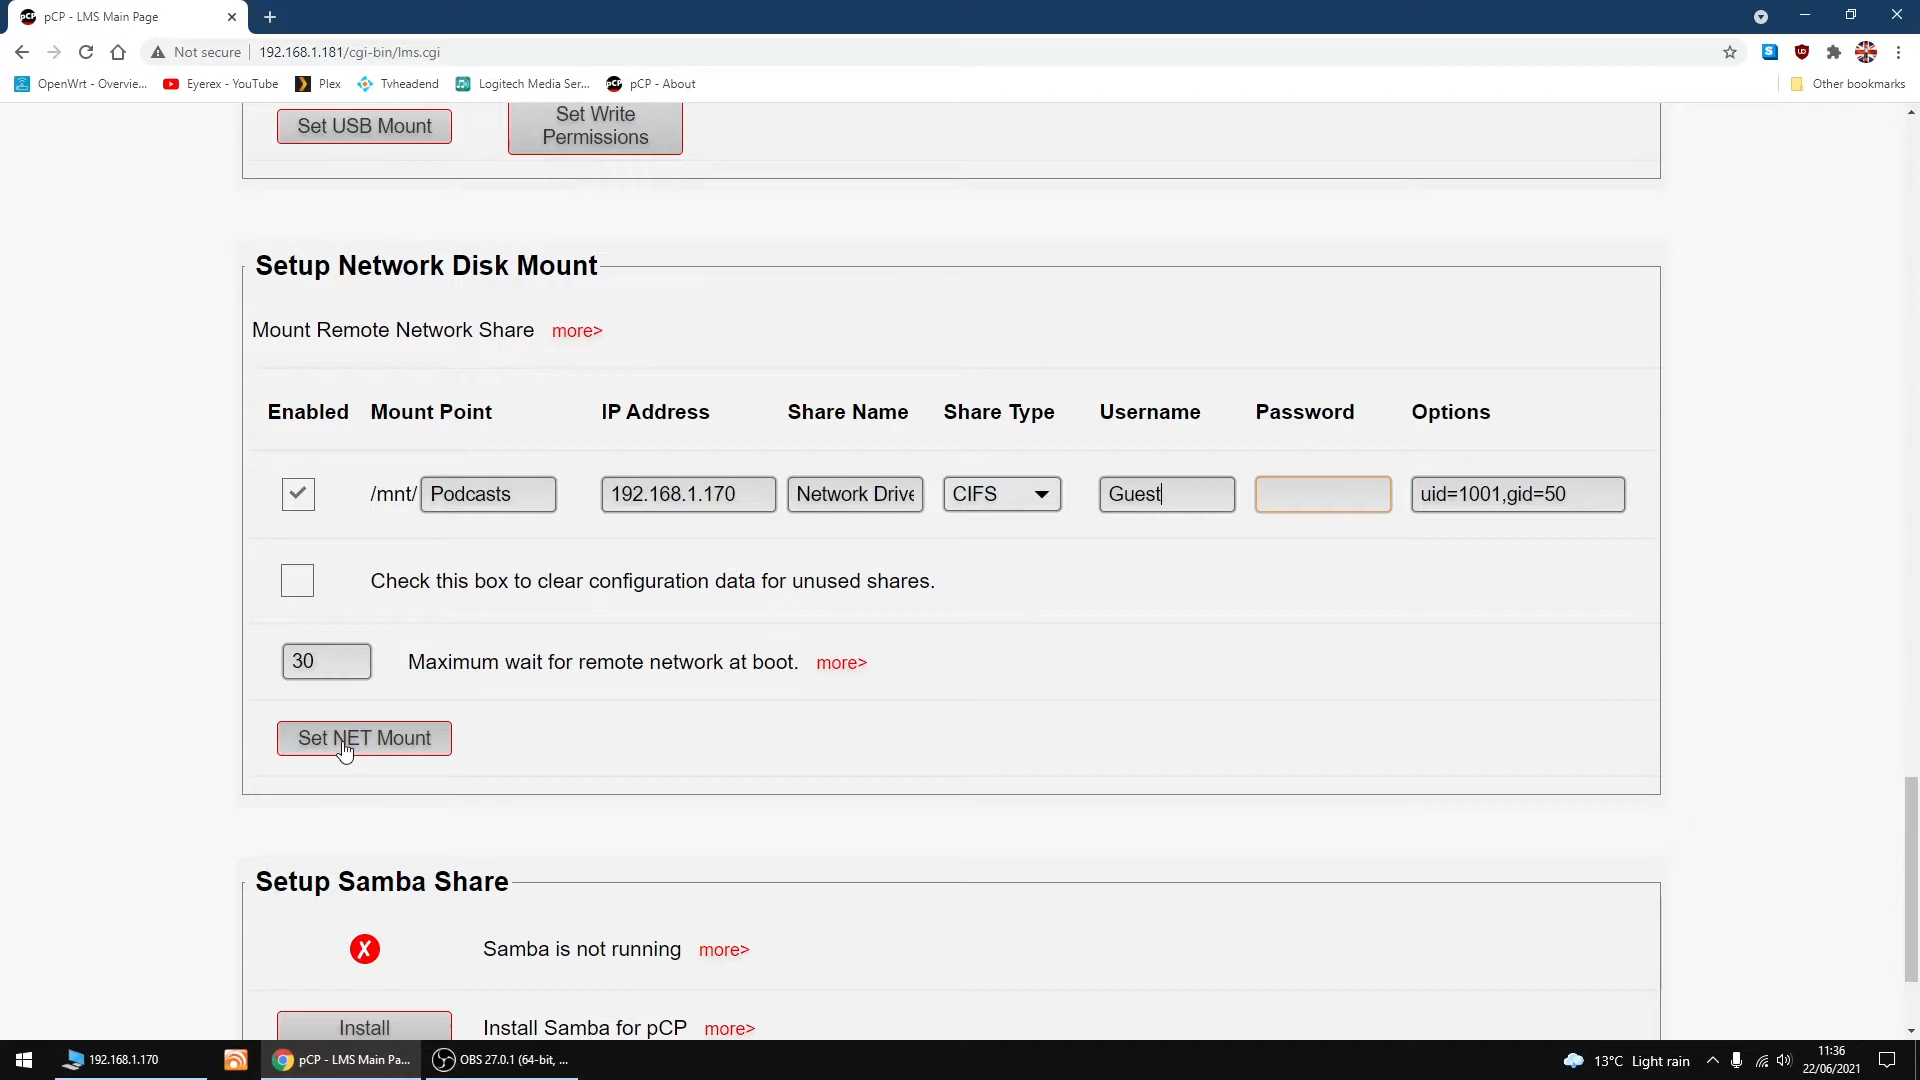 pCP - LMS Main Page
Not secure
192.168.1.181/cgi-bin/lms.cgi
OpenWrt - Overvie...
Eyerex - YouTube
Plex
Tvheadend
Logitech Media Ser...
pCP - About
Other bookmarks
Set USB Mount
Set Write
Permissions
Setup Network Disk Mount
Mount Remote Network Share more>
Enabled Mount Point IP Address Share Name Share Type Username Password Options
/mnt/ Podcasts 192.168.1.170 Network Drive CIFS Guest uid=1001,gid=50
Check this box to clear configuration data for unused shares.
30 Maximum wait for remote network at boot. more>
Set NET Mount
Setup Samba Share
X Samba is not running more>
Install Install Samba for pCP more>
192.168.1.170
pCP - LMS Main Pa...
OBS 27.0.1 (64-bit, ...
13°C Light rain
11:36
22/06/2021